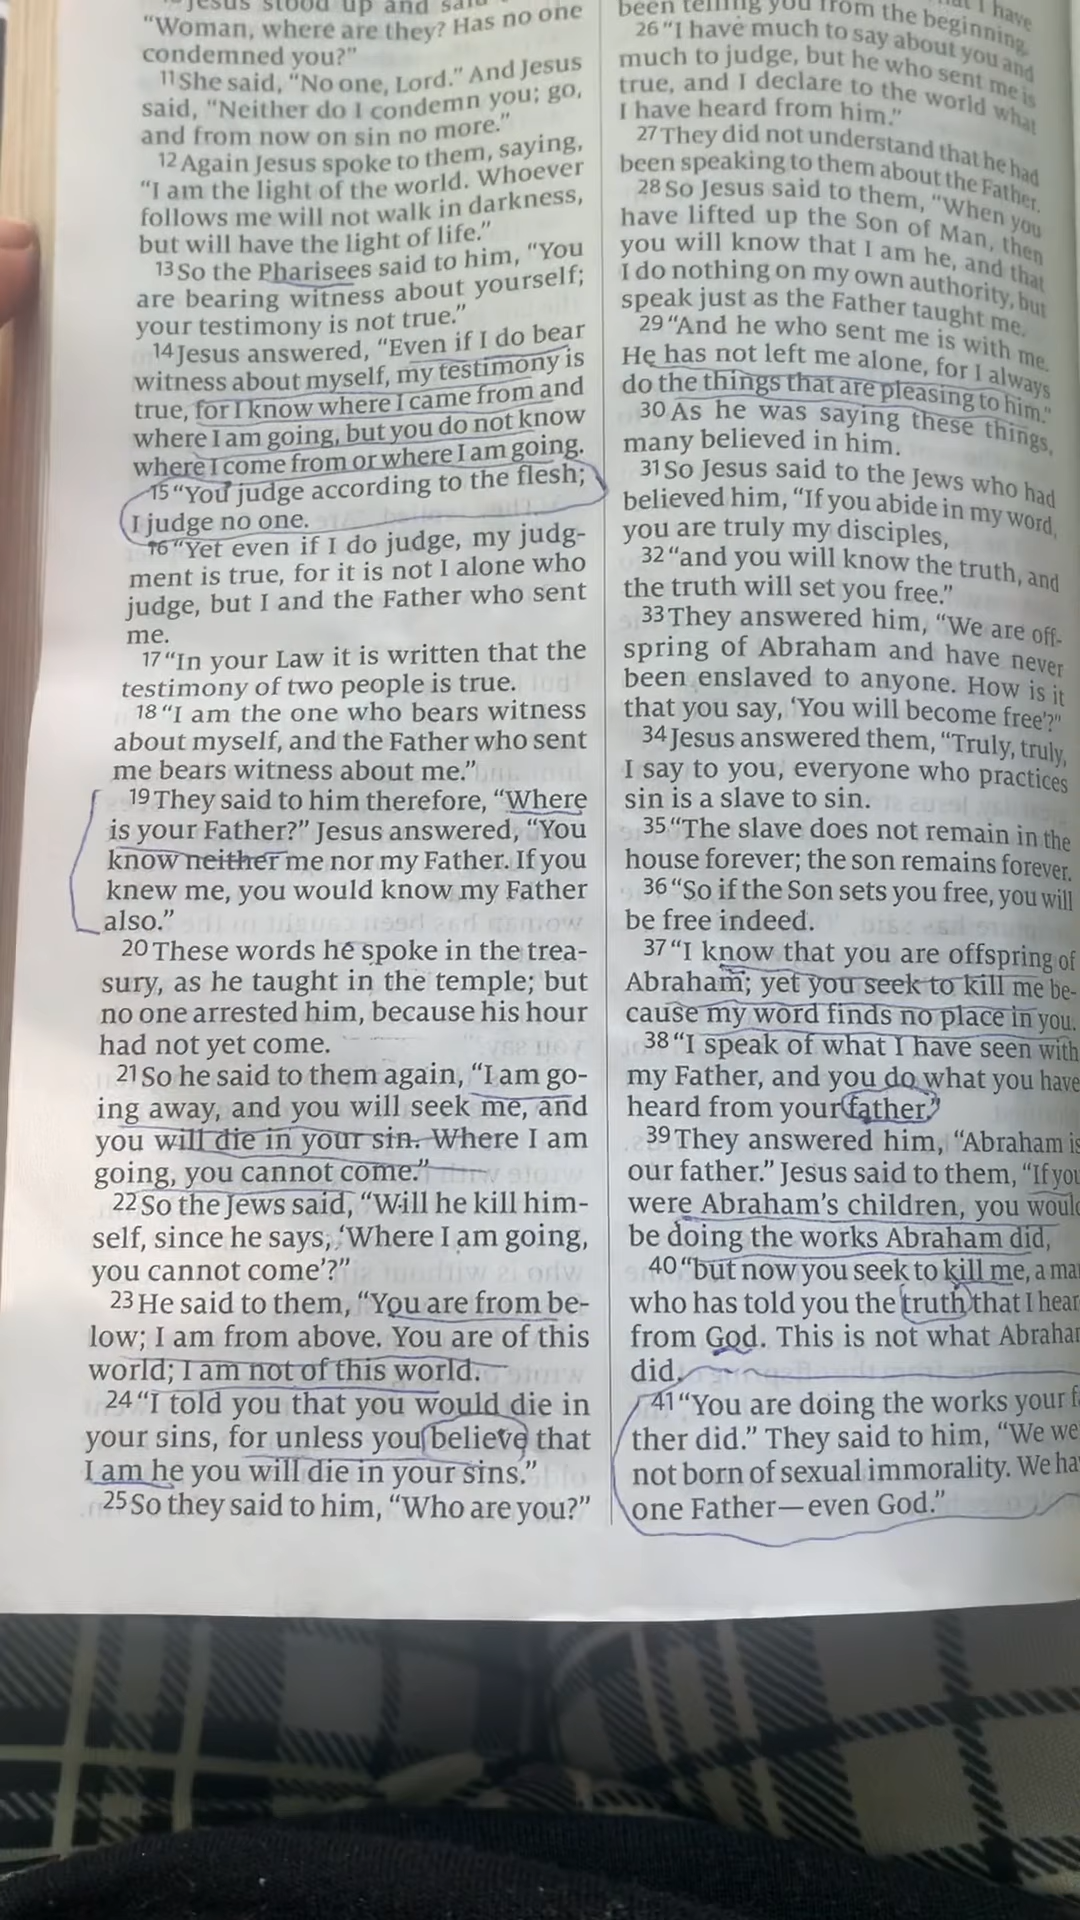 Jesus stood up and said
"Woman, where are they? Has no one
condemned you?"
11 She said, "No one, Lord." And Jesus
said, "Neither do I condemn you; go,
and from now on sin no more."
12 Again Jesus spoke to them, saying,
"I am the light of the world. Whoever
follows me will not walk in darkness,
but will have the light of life."
13 So the Pharisees said to him, "You
are bearing witness about yourself;
your testimony is not true."
14 Jesus answered, "Even if I do bear
witness about myself, my testimony is
true, for I know where I came from and
where I am going, but you do not know
where I come from or where I am going.
15 "You judge according to the flesh;
I judge no one.
16 "Yet even if I do judge, my judg-
ment is true, for it is not I alone who
judge, but I and the Father who sent
me.
17 "In your Law it is written that the
testimony of two people is true.
18 "I am the one who bears witness
about myself, and the Father who sent
me bears witness about me."
19 They said to him therefore, "Where
is your Father?" Jesus answered, "You
know neither me nor my Father. If you
knew me, you would know my Father
also."
20 These words he spoke in the trea-
sury, as he taught in the temple; but
no one arrested him, because his hour
had not yet come.
21 So he said to them again, "I am go-
ing away, and you will seek me, and
you will die in your sin. Where I am
going, you cannot come."
22 So the Jews said, "Will he kill him-
self, since he says, 'Where I am going,
you cannot come'?"
23 He said to them, "You are from be-
low; I am from above. You are of this
world; I am not of this world.
24 "I told you that you would die in
your sins, for unless you believe that
I am he you will die in your sins."
25 So they said to him, "Who are you?"
I have
been telling you from the beginning.
26 "I have much to say about you and
much to judge, but he who sent me is
true, and I declare to the world what
I have heard from him."
27 They did not understand that he had
been speaking to them about the Father.
28 So Jesus said to them, "When you
have lifted up the Son of Man, then
you will know that I am he, and that
I do nothing on my own authority, but
speak just as the Father taught me.
29 "And he who sent me is with me.
He has not left me alone, for I always
do the things that are pleasing to him."
30 As he was saying these things,
many believed in him.
31 So Jesus said to the Jews who had
believed him, "If you abide in my word,
you are truly my disciples,
32 "and you will know the truth, and
the truth will set you free."
33 They answered him, "We are off-
spring of Abraham and have never
been enslaved to anyone. How is it
that you say, 'You will become free'?"
34 Jesus answered them, "Truly, truly,
I say to you, everyone who practices
sin is a slave to sin.
35 "The slave does not remain in the
house forever; the son remains forever.
36 "So if the Son sets you free, you will
be free indeed.
37 "I know that you are offspring of
Abraham; yet you seek to kill me be-
cause my word finds no place in you.
38 "I speak of what I have seen with
my Father, and you do what you have
heard from your father."
39 They answered him, "Abraham is
our father." Jesus said to them, "If you
were Abraham's children, you would
be doing the works Abraham did,
40 "but now you seek to kill me, a ma
who has told you the truth that I hear
from God. This is not what Abraha
did.
41 "You are doing the works your f
ther did." They said to him, "We we
not born of sexual immorality. We ha
one Father—even God."